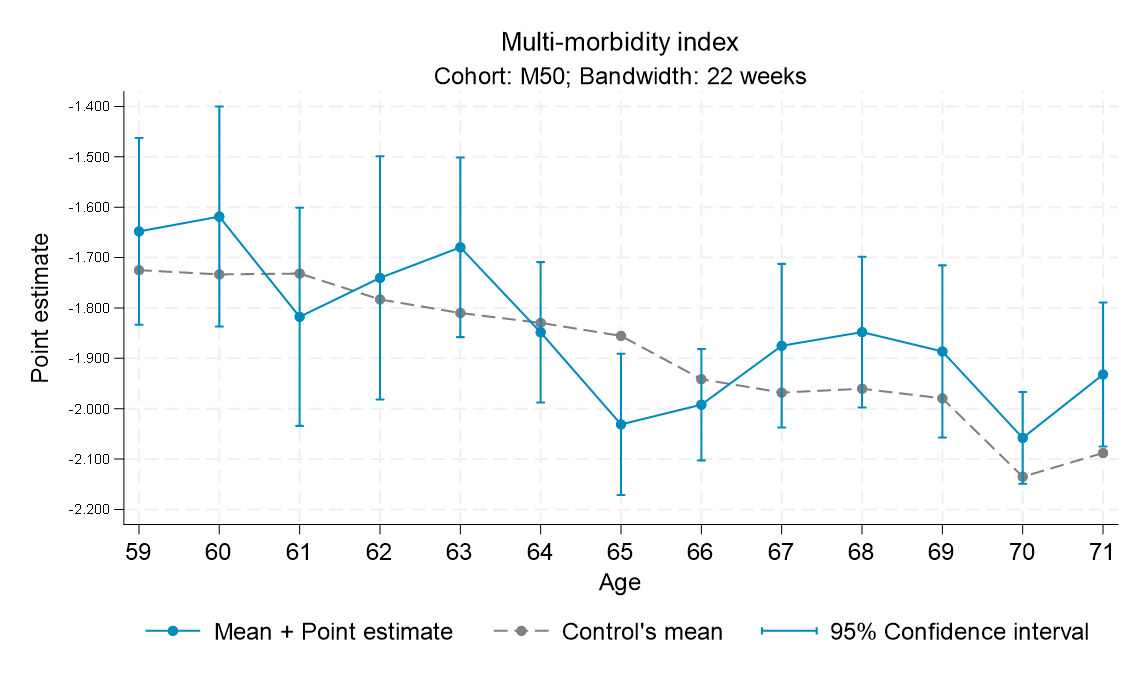 Multi-morbidity index
Cohort: M50; Bandwidth: 22 weeks
Point estimate
-1.400
-1.500
-1.600
-1.700
-1.800
-1.900
-2.000
-2.100
-2.200
59 60 61 62 63 64 65 66 67 68 69 70 71
Age
Mean + Point estimate Control's mean 95% Confidence interval